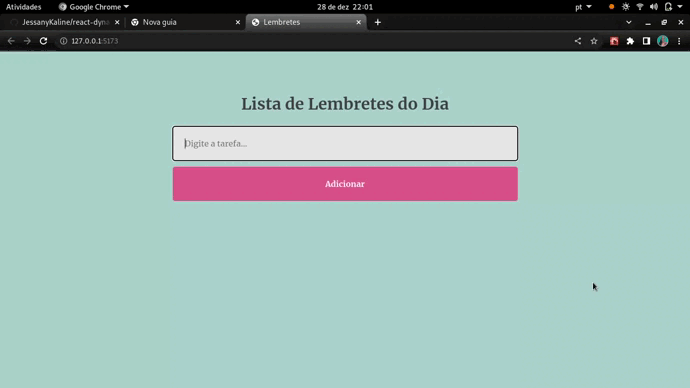 Atividades
Google Chrome
28 de dez 22:01
pt
JessanyKaline/react-dyna
Nova guia
Lembretes
127.0.0.1:5173
Lista de Lembretes do Dia
Digite a tarefa...
Adicionar